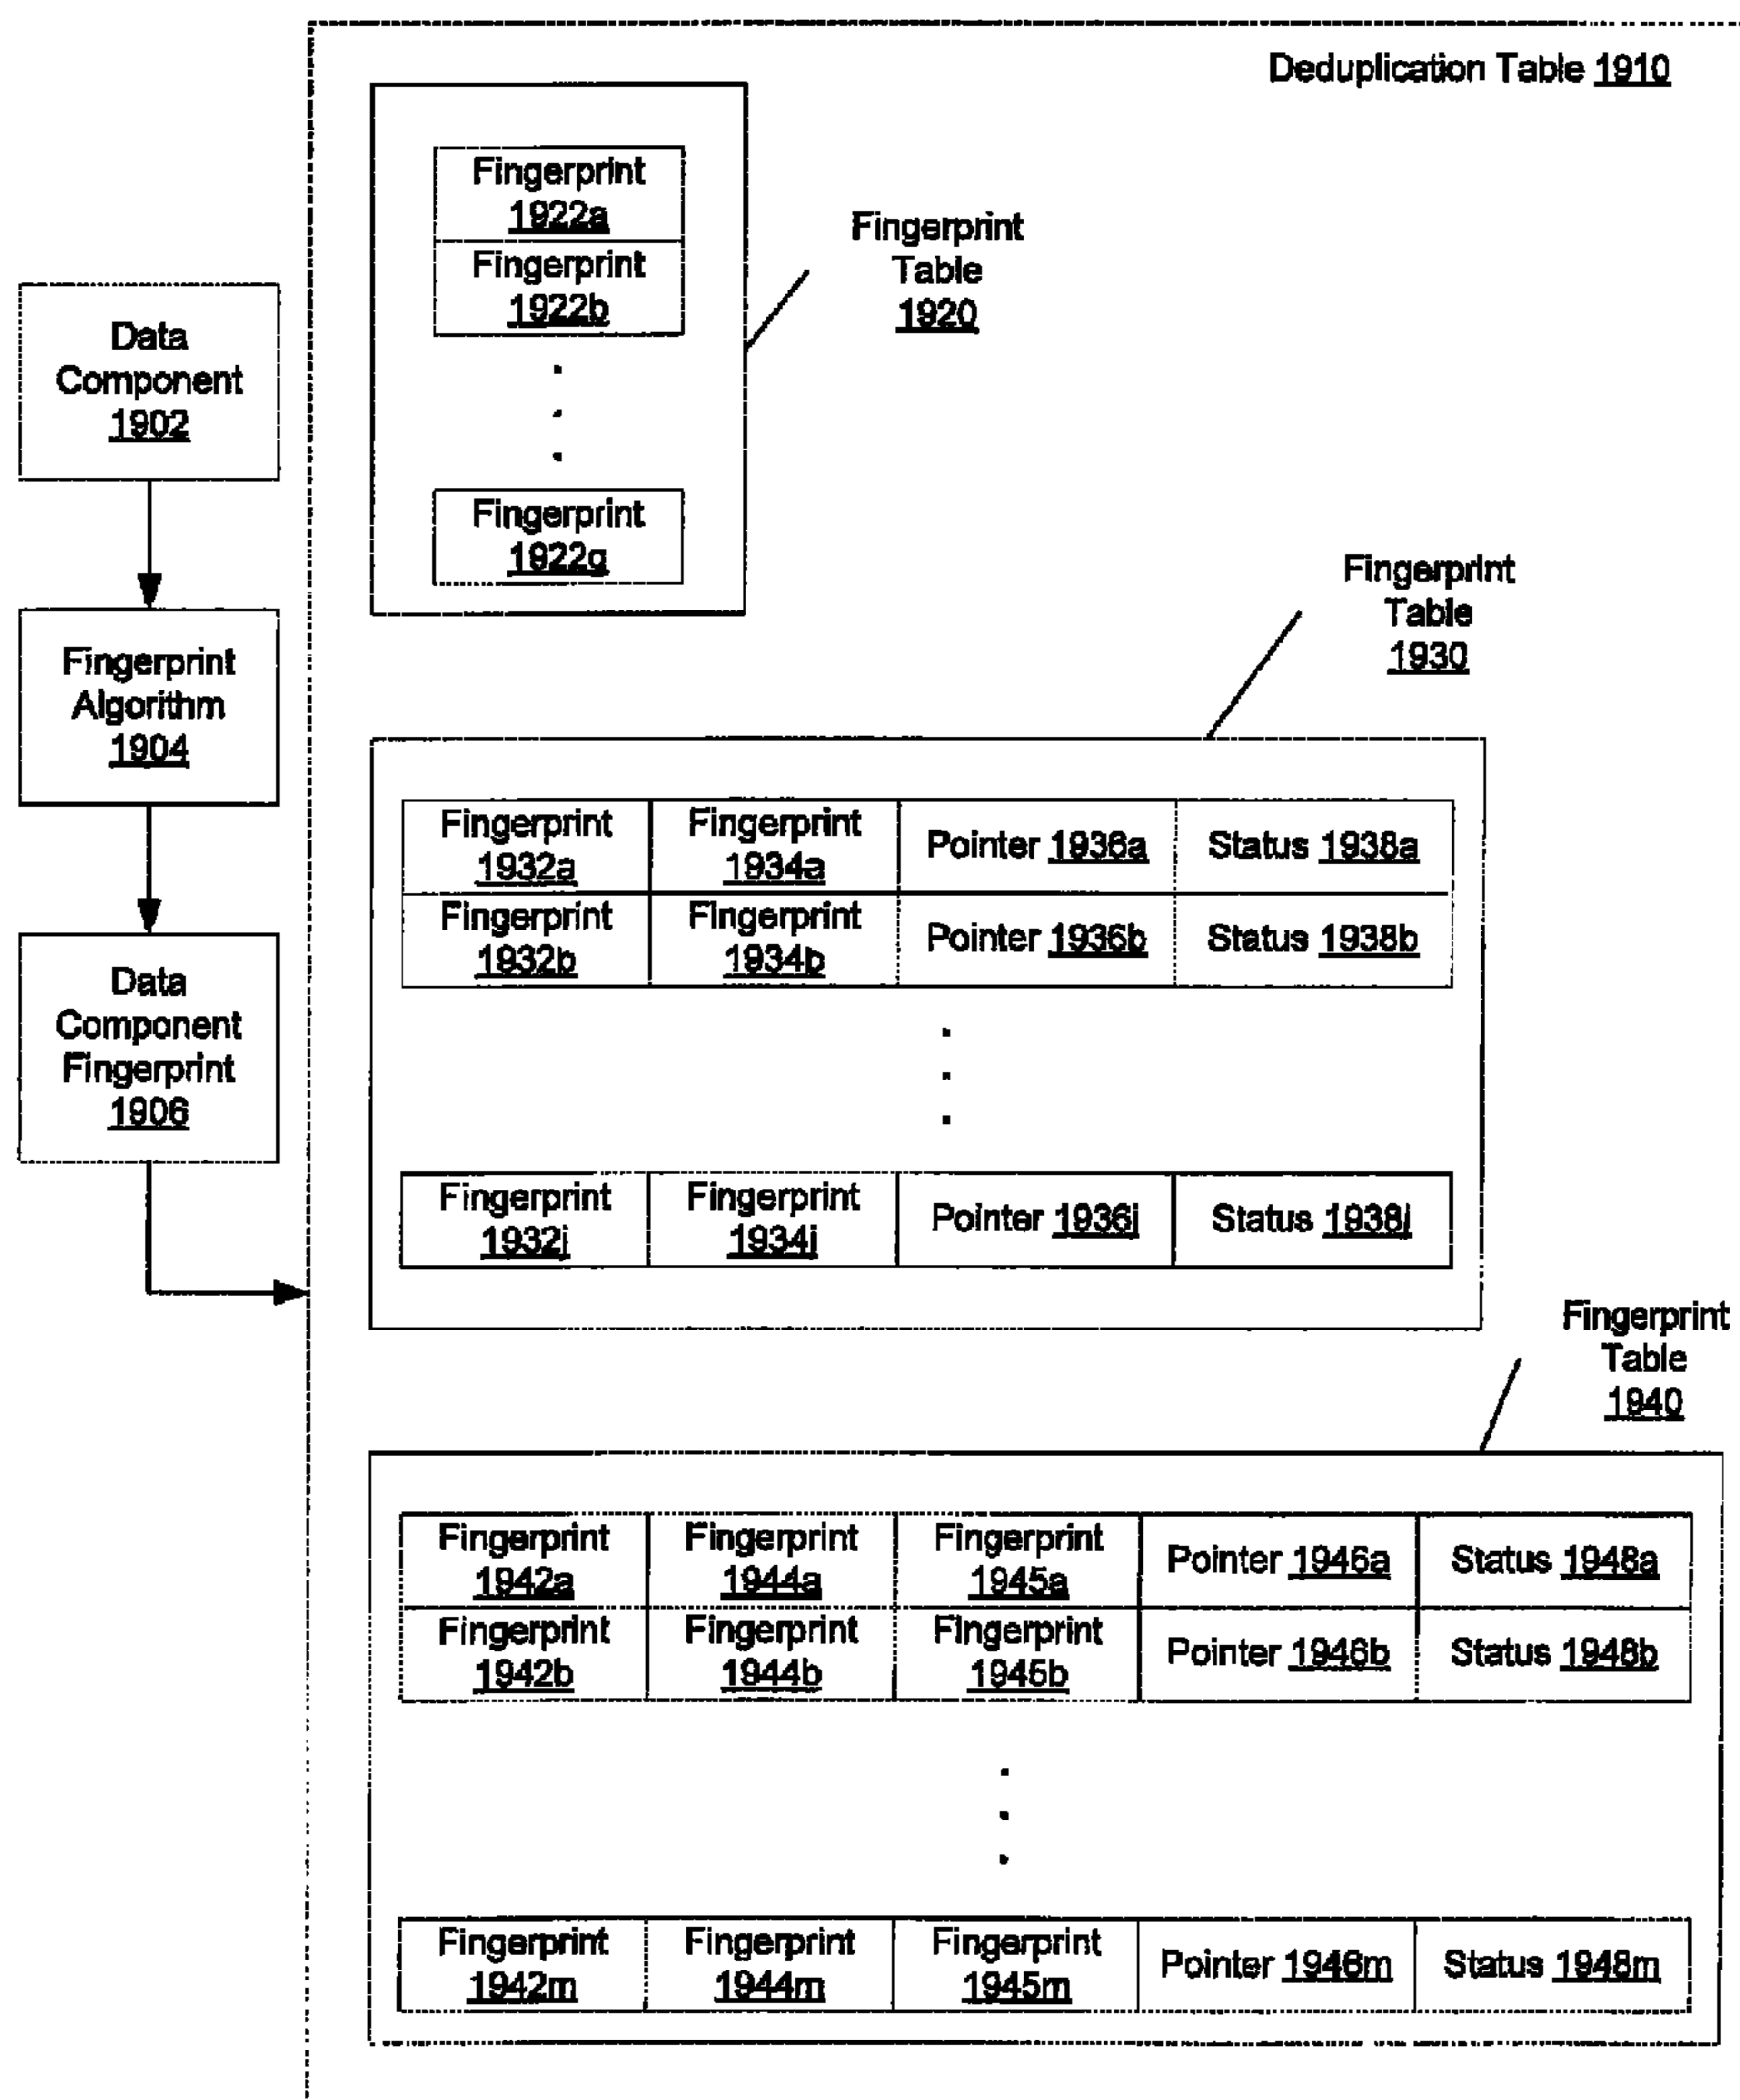 Deduplication Table 1910
Fingerprint
1922a
Fingerprint
1922b
Fingerprint
1922g
Fingerprint
Table
1920
Data
Component
1902
Fingerprint
Algorithm
1904
Data
Component
Fingerprint
1906
Fingerprint
Table
1930
Fingerprint
1932a
Fingerprint
1934a
Pointer 1936a
Status 1938a
Fingerprint
1932b
Fingerprint
1934b
Pointer 1936b
Status 1938b
Fingerprint
1932j
Fingerprint
1934j
Pointer 1936j
Status 1938j
Fingerprint
Table
1940
Fingerprint
1942a
Fingerprint
1944a
Fingerprint
1945a
Pointer 1946a
Status 1948a
Fingerprint
1942b
Fingerprint
1944b
Fingerprint
1945b
Pointer 1946b
Status 1948b
Fingerprint
1942m
Fingerprint
1944m
Fingerprint
1945m
Pointer 1946m
Status 1948m